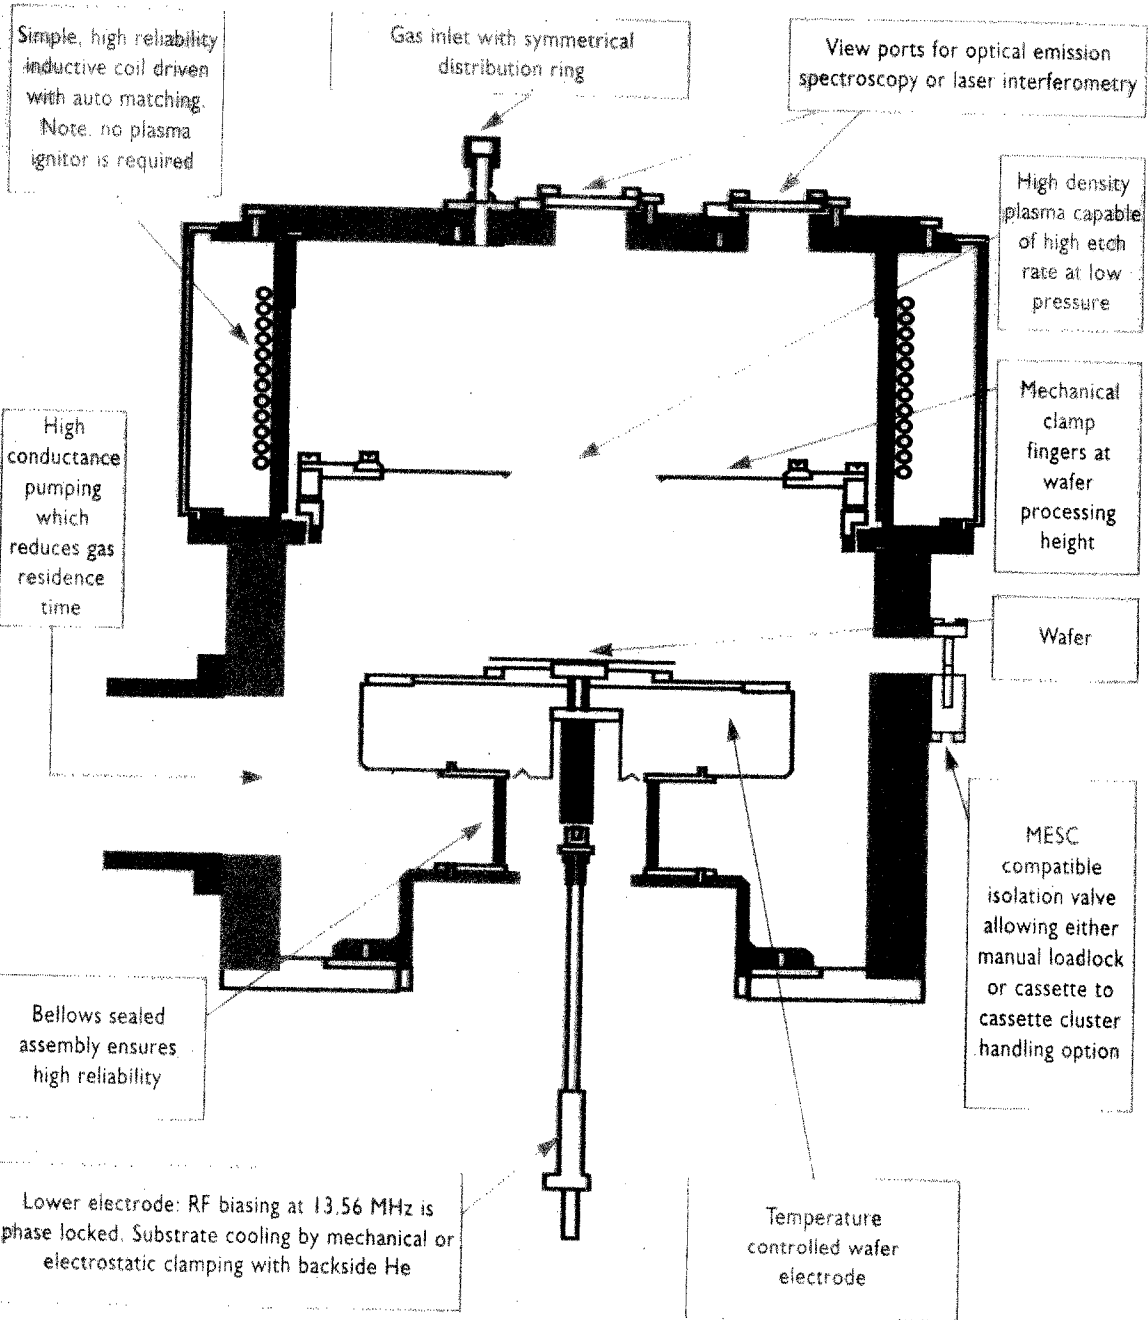 Simple, high reliability
inductive coil driven
with auto matching.
Note. no plasma
ignitor is required
Gas inlet with symmetrical
distribution ring
View ports for optical emission
spectroscopy or laser interferometry
High density
plasma capable
of high etch
rate at low
pressure
Mechanical
clamp
fingers at
wafer
processing
height
High
conductance
pumping
which
reduces gas
residence
time
Wafer
MESC
compatible
isolation valve
allowing either
manual loadlock
or cassette to
cassette cluster
handling option
Bellows sealed
assembly ensures
high reliability
Lower electrode: RF biasing at 13.56 MHz is
phase locked. Substrate cooling by mechanical or
electrostatic clamping with backside He
Temperature
controlled wafer
electrode